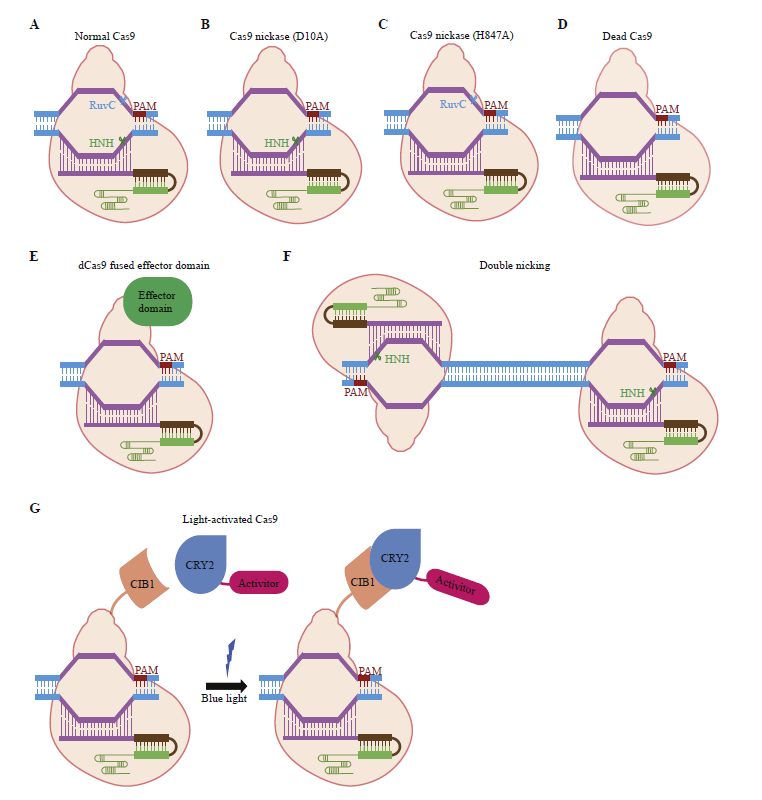 A
Normal Cas9
RuvC
PAM
HNH
B
Cas9 nickase (D10A)
PAM
HNH
C
Cas9 nickase (H847A)
RuvC
PAM
D
Dead Cas9
PAM
E
dCas9 fused effector domain
Effector
domain
PAM
F
Double nicking
HNH
PAM
PAM
HNH
G
Light-activated Cas9
CIB1
CRY2
Activitor
PAM
Blue light
CIB1
CRY2
Activitor
PAM